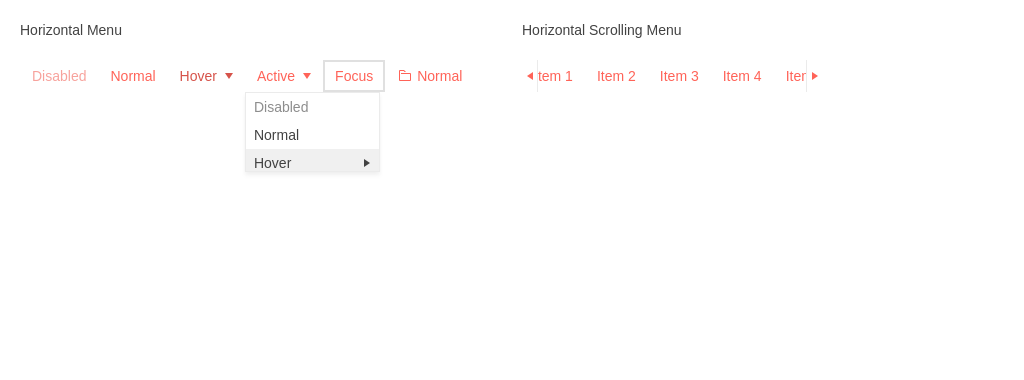 Horizontal Menu
Disabled Normal Hover Active Focus Normal
Disabled
Normal
Hover
Horizontal Scrolling Menu
tem 1 Item 2 Item 3 Item 4 Iter